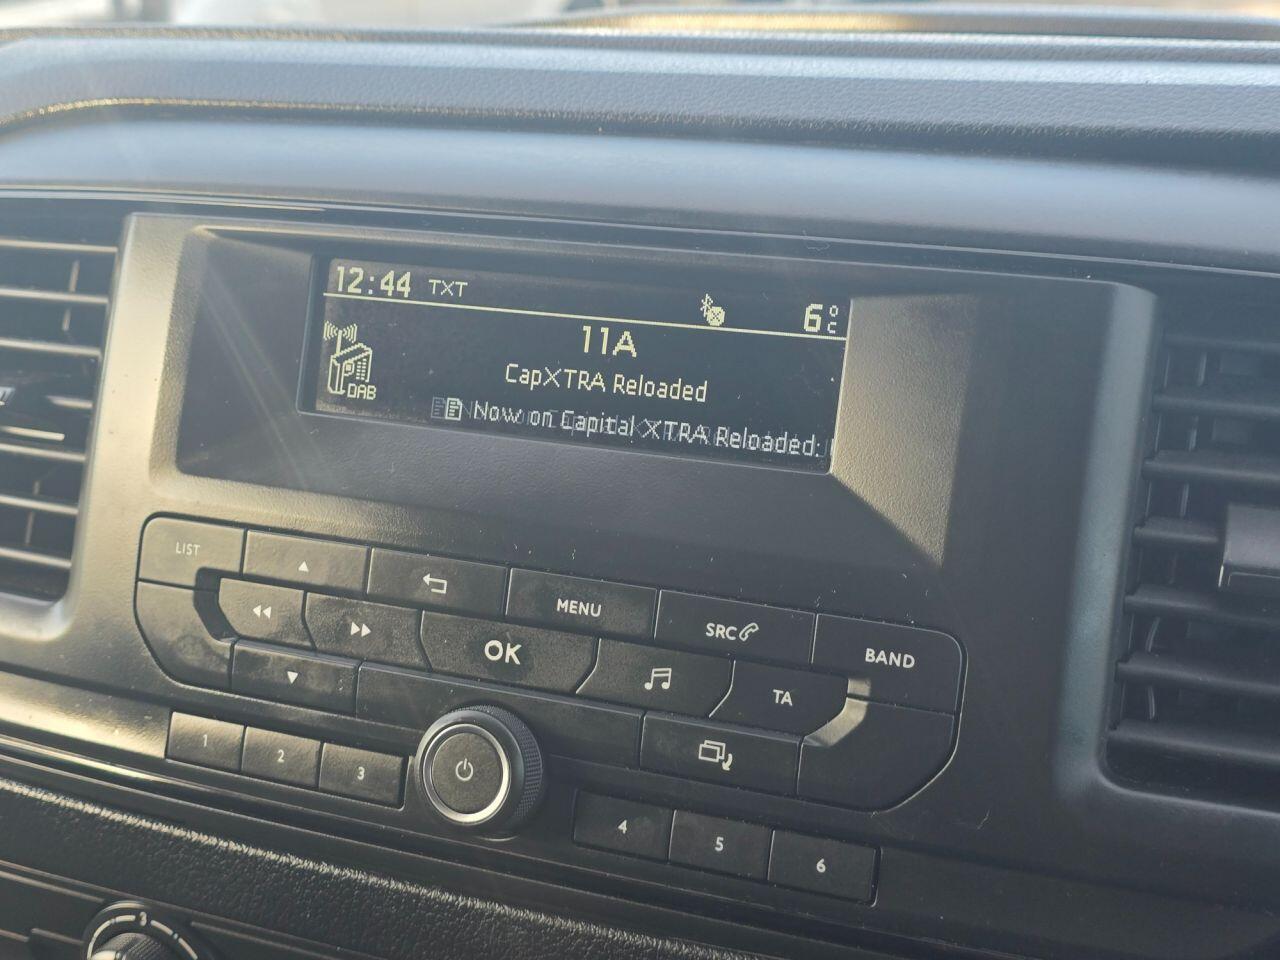 12:44 TXT 6°C
11A
DAB
CapXTRA Reloaded
Now on Capital XTRA Reloaded:
LIST
MENU
SRC
BAND
OK
TA
1 2 3
4 5 6
3